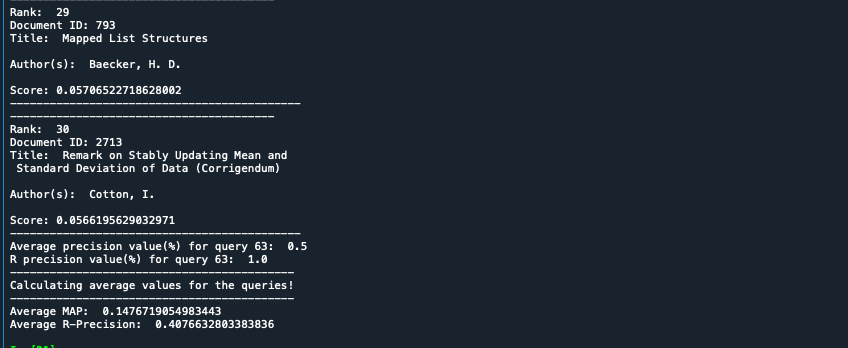 --------------------------------------------
Rank:  29
Document ID: 793
Title:  Mapped List Structures
Author(s):  Baecker, H. D.
Score: 0.05706522718628002
--------------------------------------------
----------------------------------------
Rank:  30
Document ID: 2713
Title:  Remark on Stably Updating Mean and
 Standard Deviation of Data (Corrigendum)
Author(s):  Cotton, I.
Score: 0.0566195629032971
--------------------------------------------
Average precision value(%) for query 63:  0.5
R precision value(%) for query 63:  1.0
-------------------------------------------
Calculating average values for the queries!
-------------------------------------------
Average MAP:  0.1476719054983443
Average R-Precision:  0.4076632803383836